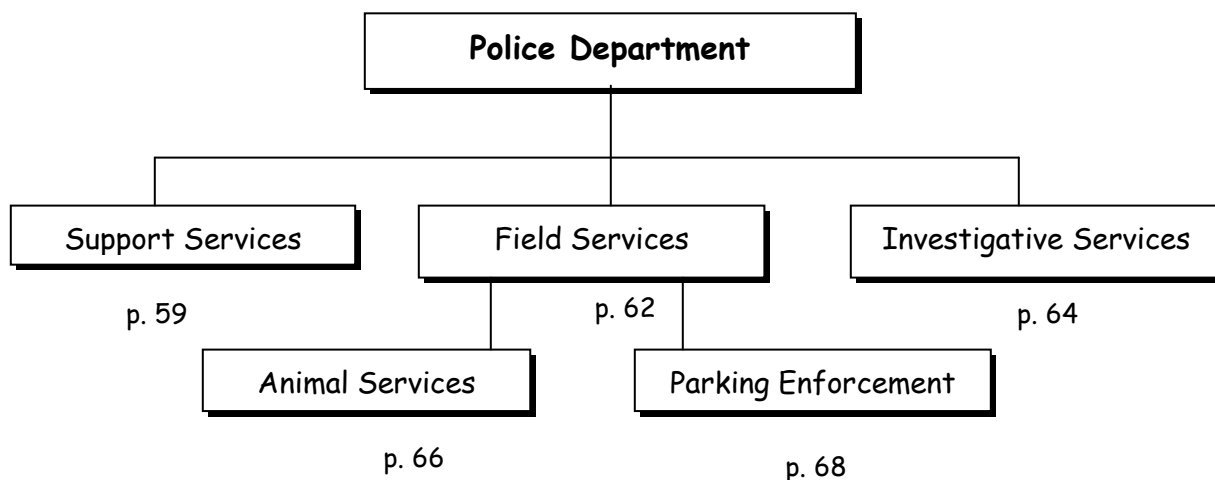 Police Department
Support Services
Field Services
Investigative Services
p. 59
p. 62
p. 64
Animal Services
Parking Enforcement
p. 66
p. 68